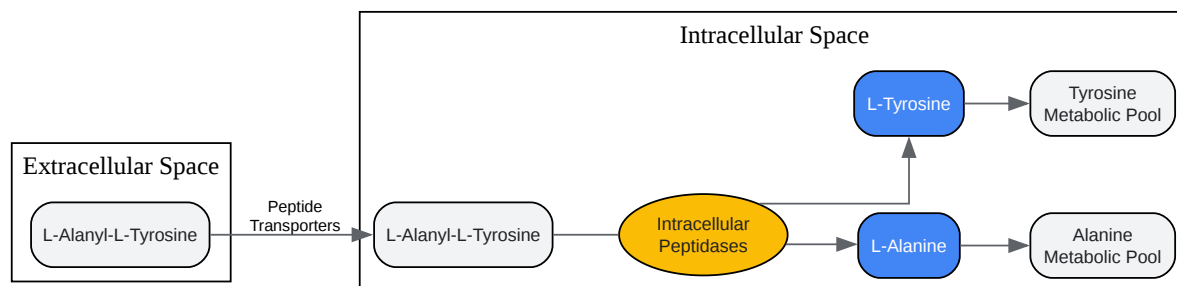 Intracellular Space
Extracellular Space
L-Alanyl-L-Tyrosine
Peptide
Transporters
L-Alanyl-L-Tyrosine
Intracellular
Peptidases
L-Tyrosine
Tyrosine
Metabolic Pool
L-Alanine
Alanine
Metabolic Pool